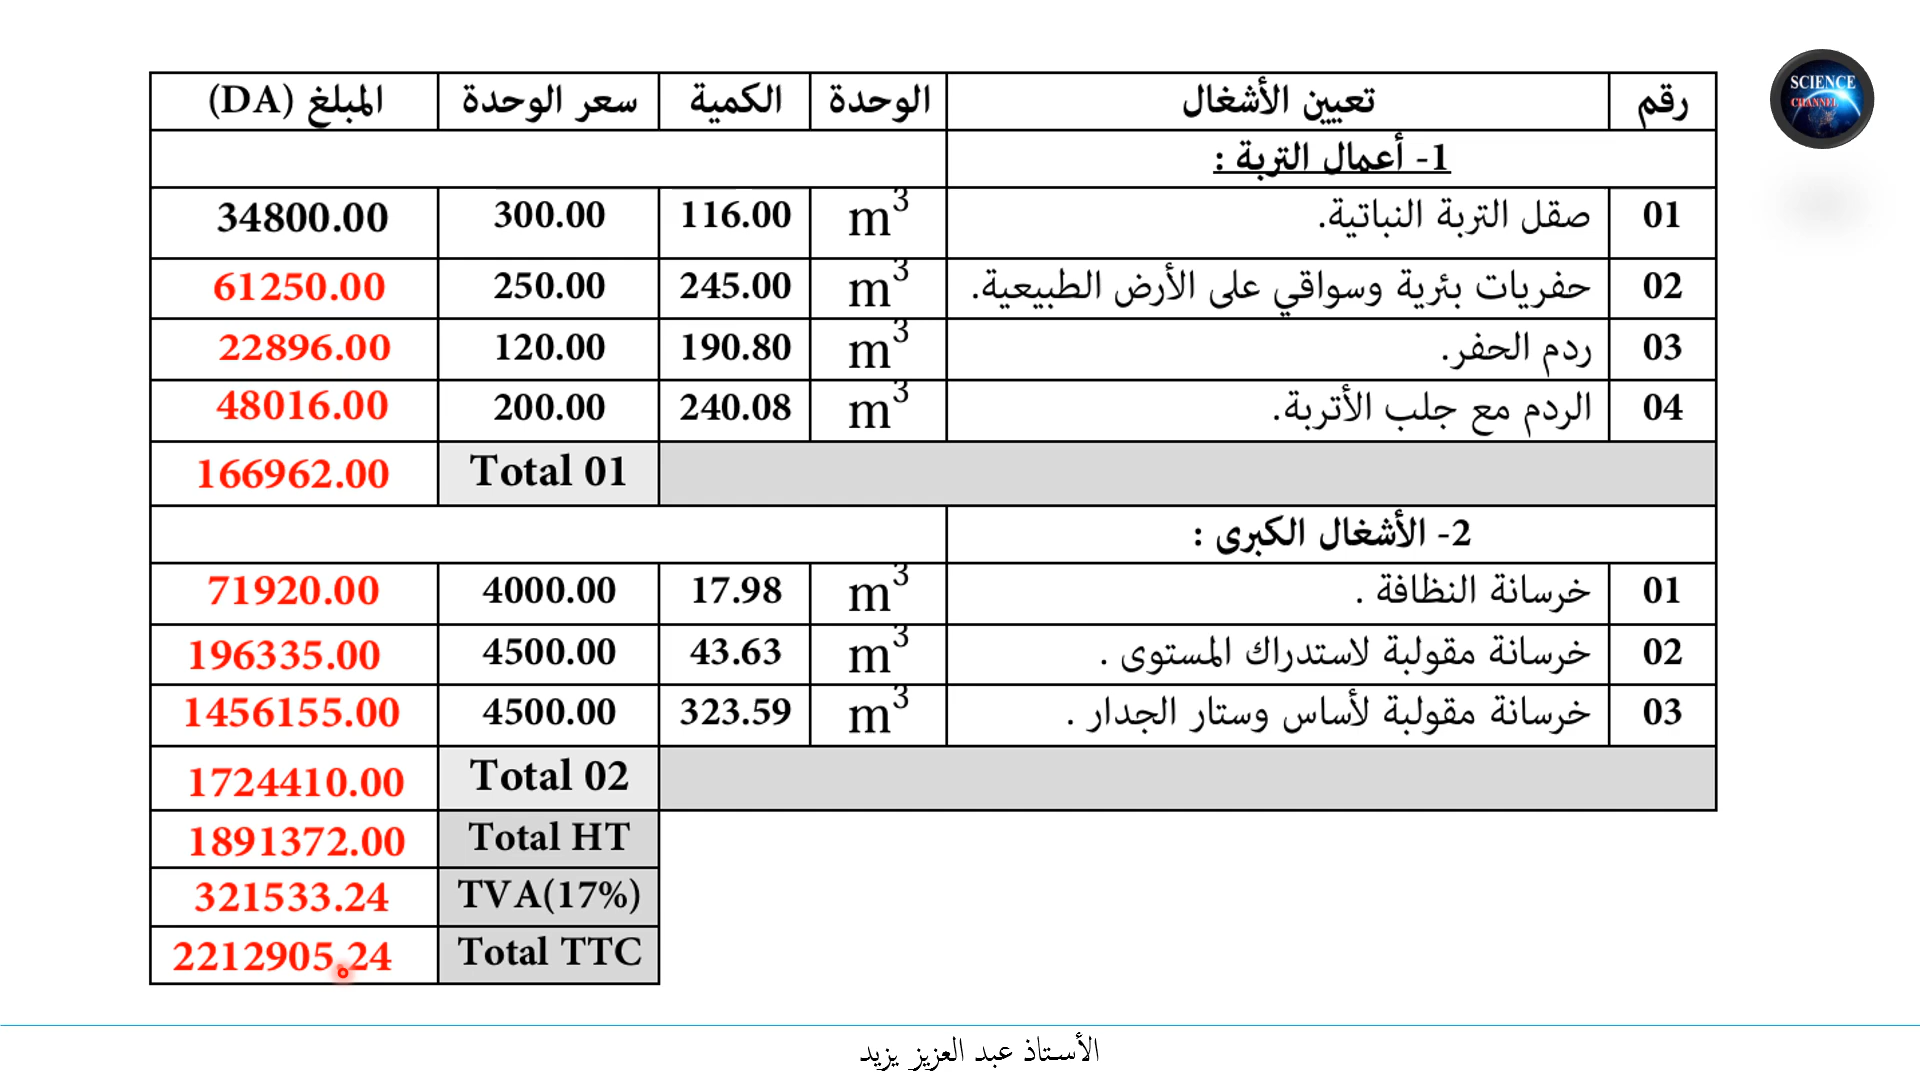 SCIENCE
CHANNEL
رقم تعيين الأشغال الوحدة الكمية سعر الوحدة المبلغ (DA)
1- أعمال التربة :
01 صقل التربة النباتية. m³ 116.00 300.00 34800.00
02 حفريات بئرية وسواقي على الأرض الطبيعية. m³ 245.00 250.00 61250.00
03 ردم الحفر. m³ 190.80 120.00 22896.00
04 الردم مع جلب الأتربة. m³ 240.08 200.00 48016.00
Total 01 166962.00
2- الأشغال الكبرى :
01 خرسانة النظافة . m³ 17.98 4000.00 71920.00
02 خرسانة مقولبة لاستدراك المستوى . m³ 43.63 4500.00 196335.00
03 خرسانة مقولبة لأساس وستار الجدار . m³ 323.59 4500.00 1456155.00
Total 02 1724410.00
Total HT 1891372.00
TVA(17%) 321533.24
Total TTC 2212905.24
الأستاذ عبد العزيز يزيد